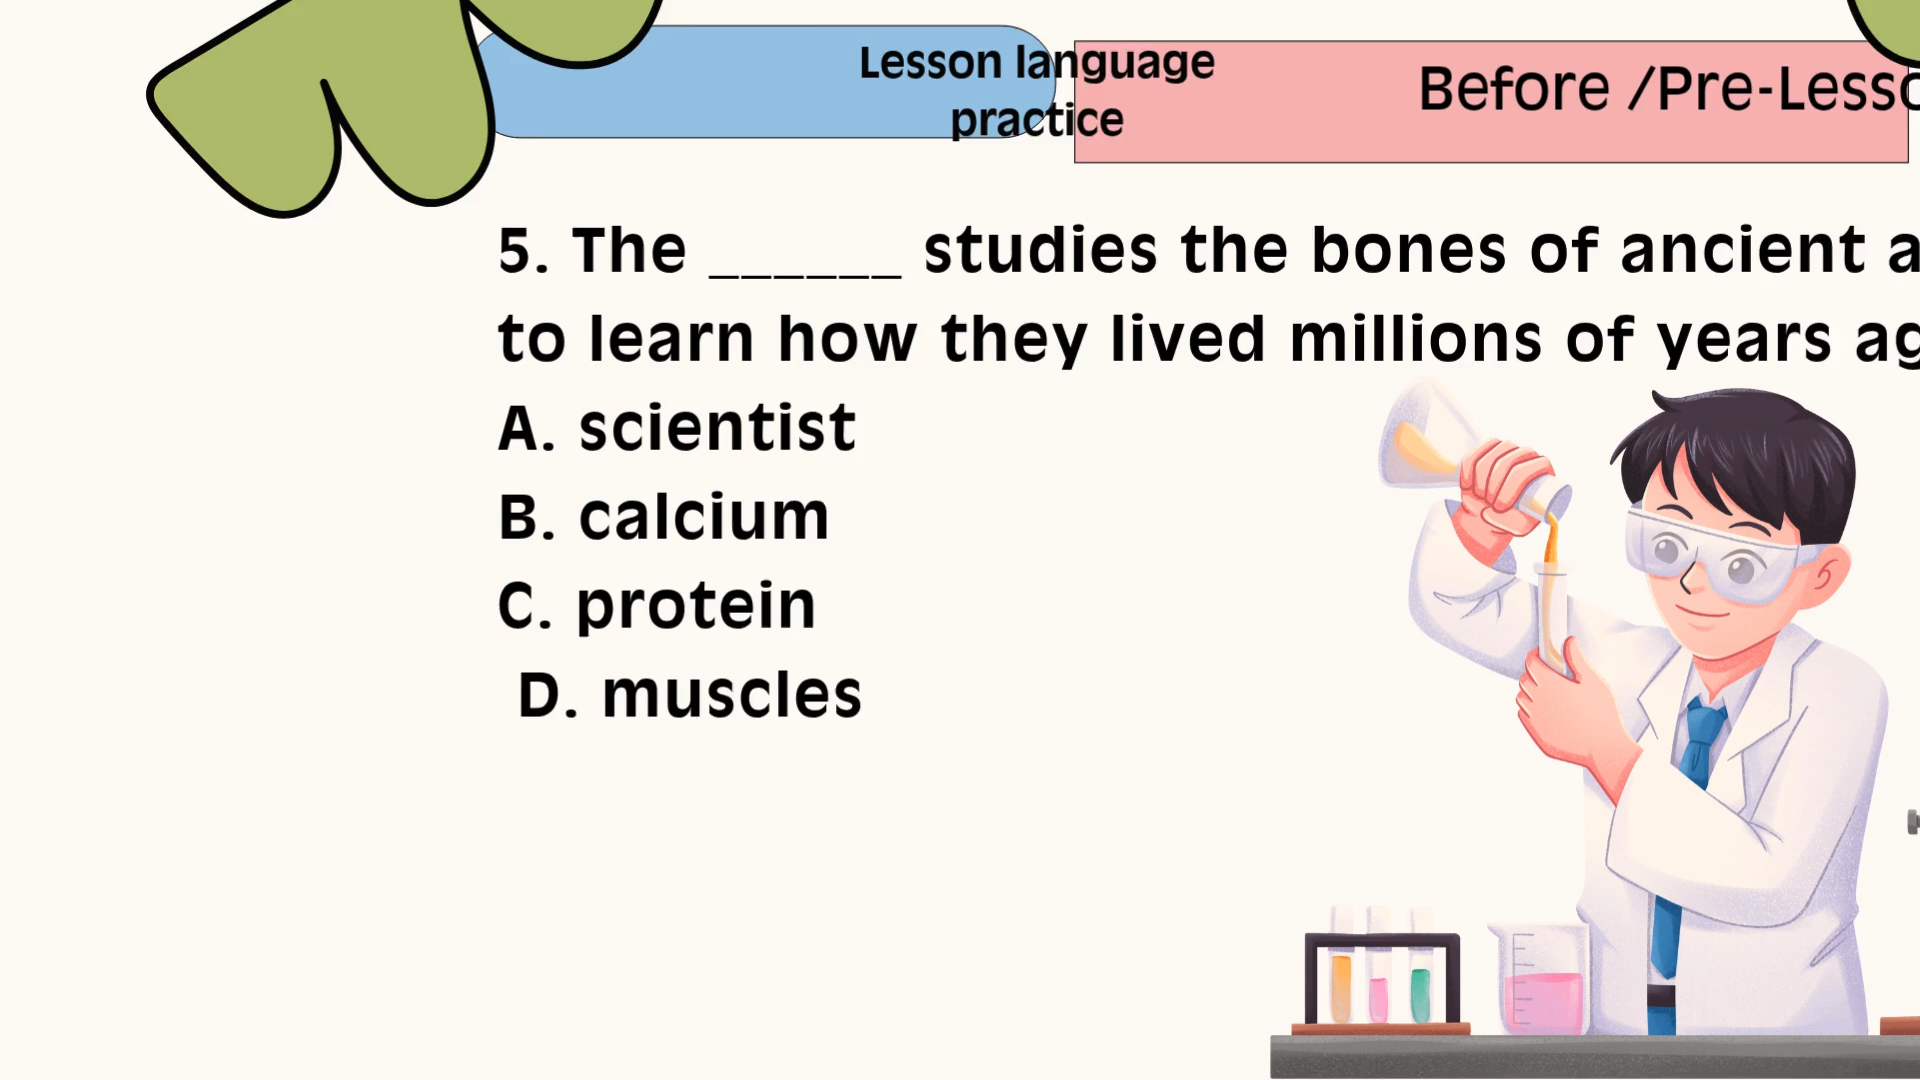 Lesson language
practice
Before /Pre-Lesso
5. The ______ studies the bones of ancient a
to learn how they lived millions of years ag
A. scientist
B. calcium
C. protein
D. muscles